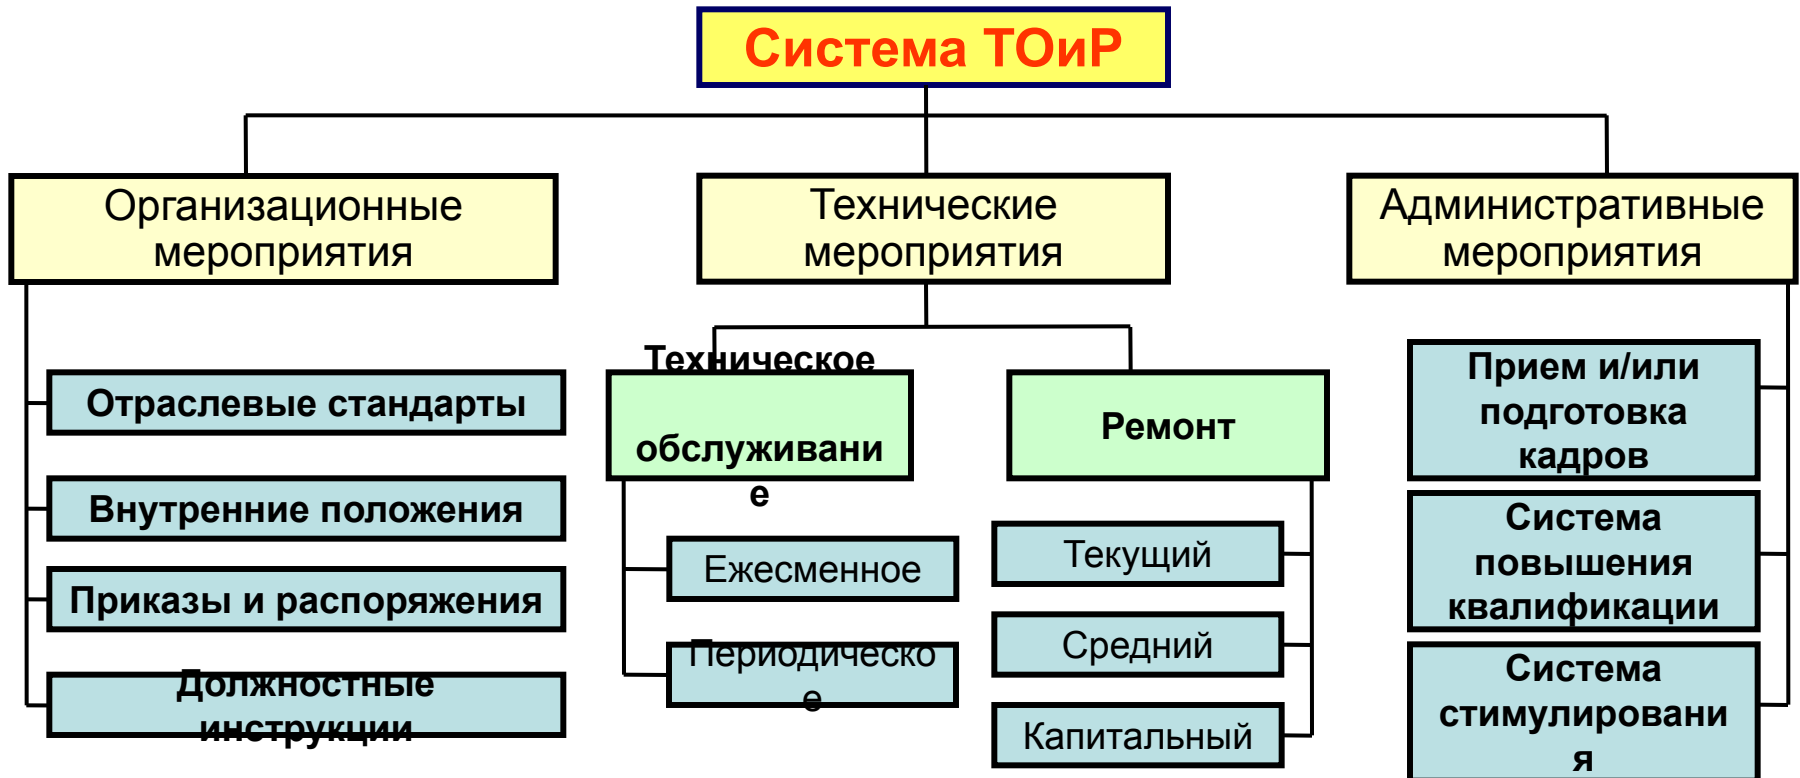 Система ТОиР
Организационные
мероприятия
Технические
мероприятия
Административные
мероприятия
Отраслевые стандарты
Внутренние положения
Приказы и распоряжения
Должностные
инструкции
Техническое
обслуживани
е
Ежесменное
Периодическо
е
Ремонт
Текущий
Средний
Капитальный
Прием и/или
подготовка
кадров
Система
повышения
квалификации
Система
стимулировани
я